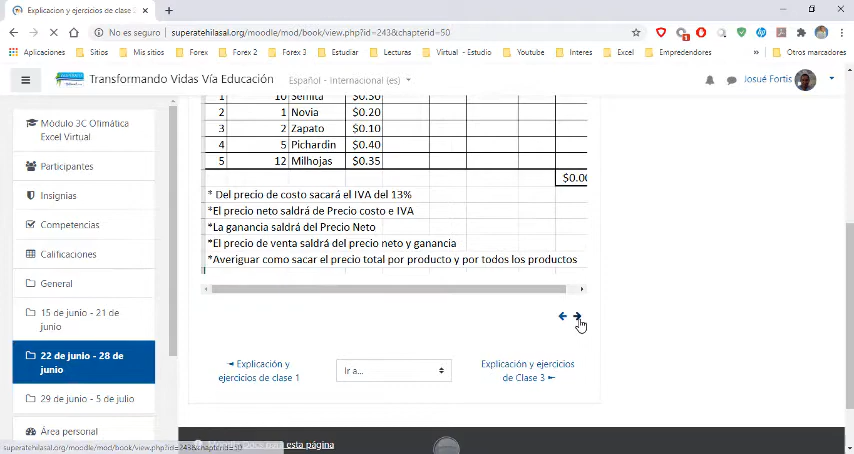 Explicacion y ejercicios de clase
No es seguro | superatehilasal.org/moodle/mod/book/view.php?id=243&chapterid=50
Aplicaciones Sitios Mis sitios Forex Forex 2 Forex 3 Estudiar Lecturas Virtual - Estudio Youtube Interes Excel Emprendedores » Otros marcadores
Transformando Vidas Vía Educación Español - Internacional (es) Josué Fortis
Módulo 3C Ofimática
Excel Virtual
Participantes
Insignias
Competencias
Calificaciones
General
15 de junio - 21 de
junio
22 de junio - 28 de
junio
29 de junio - 5 de julio
Área personal
1 10 Semita $0.30
2 1 Novia $0.20
3 2 Zapato $0.10
4 5 Pichardin $0.40
5 12 Milhojas $0.35
$0.00
* Del precio de costo sacará el IVA del 13%
*El precio neto saldrá de Precio costo e IVA
*La ganancia saldrá del Precio Neto
*El precio de venta saldrá del precio neto y ganancia
*Averiguar como sacar el precio total por producto y por todos los productos
◄ Explicación y
ejercicios de clase 1
Ir a...
Explicación y ejercicios
de Clase 3 ►
esta página
superatehilasal.org/moodle/mod/book/view.php?id=243&chapterid=50